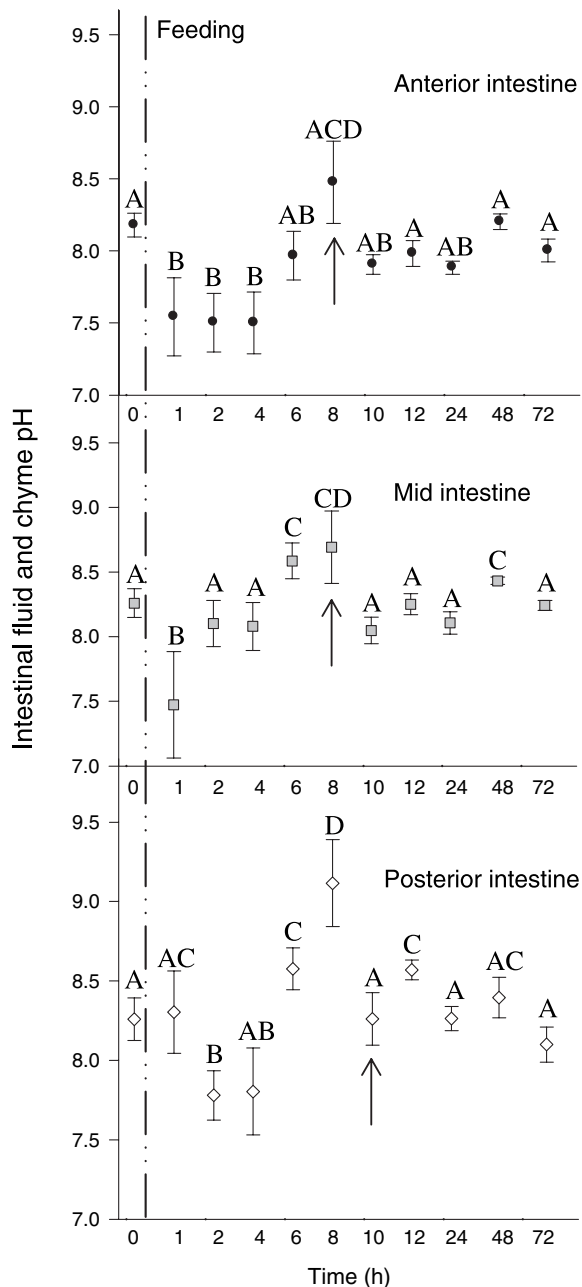 Intestinal fluid and chyme pH
Feeding
Anterior intestine
9.5
9.0
8.5
8.0
7.5
7.0
A B B B AB ACD AB A AB A A
0 1 2 4 6 8 10 12 24 48 72
Mid intestine
9.5
9.0
8.5
8.0
7.5
7.0
A B A A C CD A A A C A
0 1 2 4 6 8 10 12 24 48 72
Posterior intestine
9.5
9.0
8.5
8.0
7.5
7.0
A AC B AB C D A C A AC A
0 1 2 4 6 8 10 12 24 48 72
Time (h)